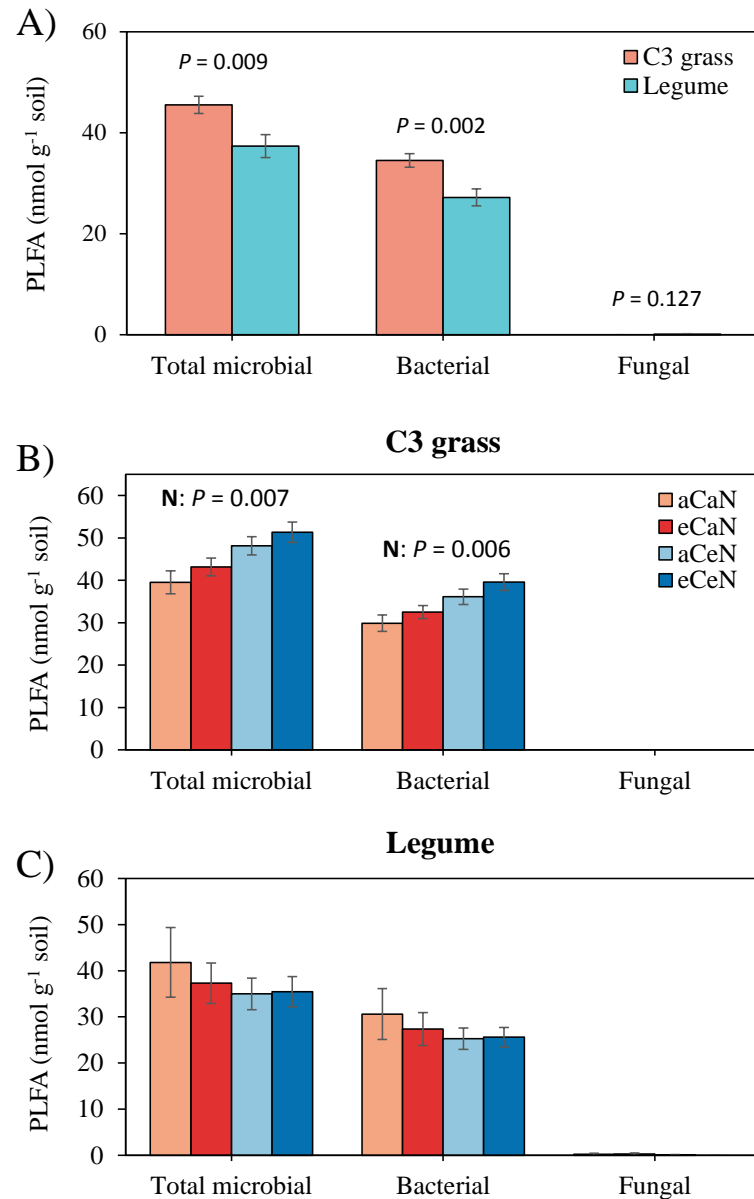 A)
60
40
20
0
PLFA (nmol g⁻¹ soil)
P = 0.009
P = 0.002
P = 0.127
C3 grass
Legume
Total microbial
Bacterial
Fungal
C3 grass
B)
60
50
40
30
20
10
0
PLFA (nmol g⁻¹ soil)
N: P = 0.007
N: P = 0.006
aCaN
eCaN
aCeN
eCeN
Total microbial
Bacterial
Fungal
Legume
C)
60
50
40
30
20
10
0
PLFA (nmol g⁻¹ soil)
Total microbial
Bacterial
Fungal